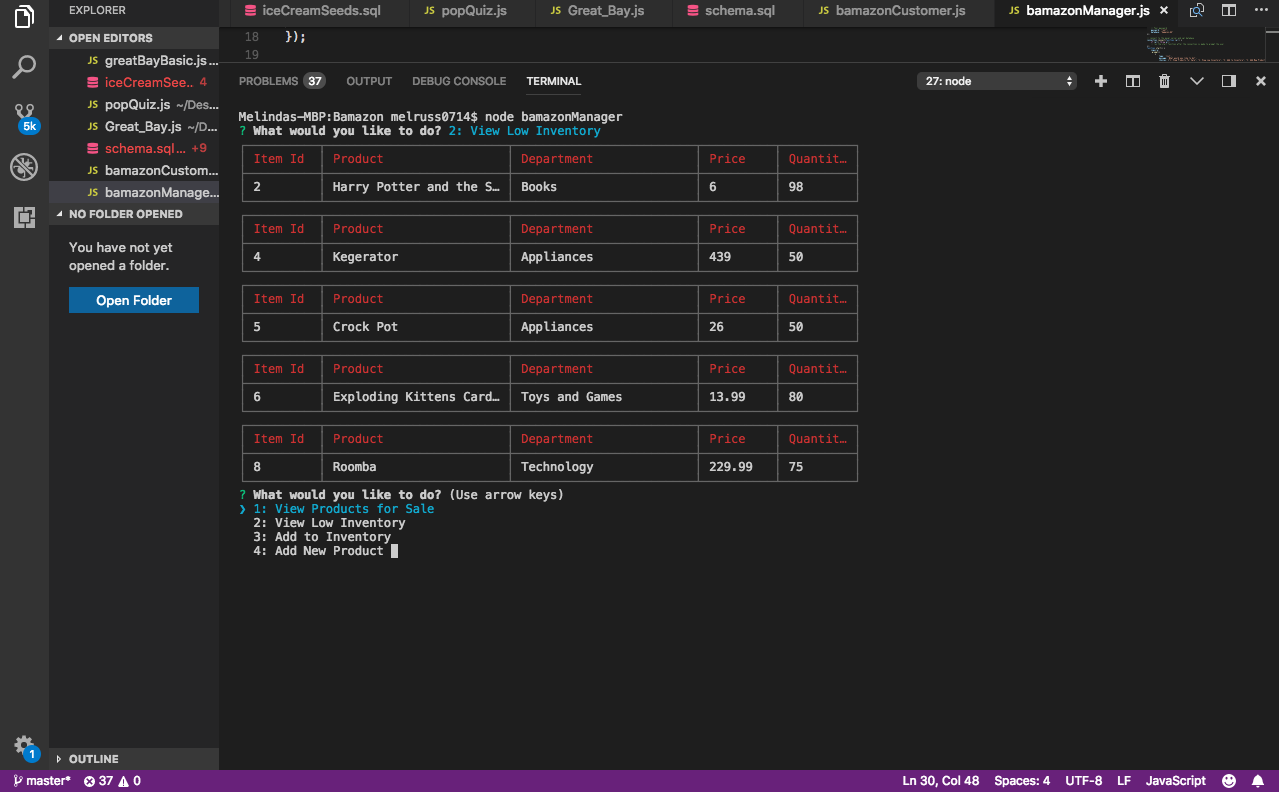 EXPLORER
OPEN EDITORS
JS greatBayBasic.js...
iceCreamSee.. 4
JS popQuiz.js ~/Des...
JS Great_Bay.js ~/D...
schema.sql... +9
JS bamazonCustom...
JS bamazonManage...
NO FOLDER OPENED
You have not yet
opened a folder.
Open Folder
OUTLINE
5k
1
iceCreamSeeds.sql JS popQuiz.js JS Great_Bay.js schema.sql JS bamazonCustomer.js JS bamazonManager.js
18 });
19
PROBLEMS 37 OUTPUT DEBUG CONSOLE TERMINAL 27: node
Melindas-MBP:Bamazon melruss0714$ node bamazonManager
? What would you like to do? 2: View Low Inventory
Item Id Product Department Price Quantit…
2 Harry Potter and the S… Books 6 98
Item Id Product Department Price Quantit…
4 Kegerator Appliances 439 50
Item Id Product Department Price Quantit…
5 Crock Pot Appliances 26 50
Item Id Product Department Price Quantit…
6 Exploding Kittens Card… Toys and Games 13.99 80
Item Id Product Department Price Quantit…
8 Roomba Technology 229.99 75
? What would you like to do? (Use arrow keys)
❯ 1: View Products for Sale
2: View Low Inventory
3: Add to Inventory
4: Add New Product
master* 37 0 Ln 30, Col 48 Spaces: 4 UTF-8 LF JavaScript